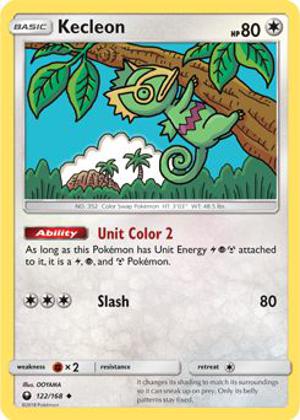 BASIC Kecleon HP 80
NO. 352 Color Swap Pokémon HT: 3'03" WT: 48.5 lbs.
Ability Unit Color 2
As long as this Pokémon has Unit Energy attached to it, it is a , , and Pokémon.
Slash 80
weakness ×2 resistance retreat
Illus. OOYAMA
122/168
©2018 Pokémon
It changes its shading to match its surroundings so it can sneak up on prey. Only its belly patterns stay fixed.